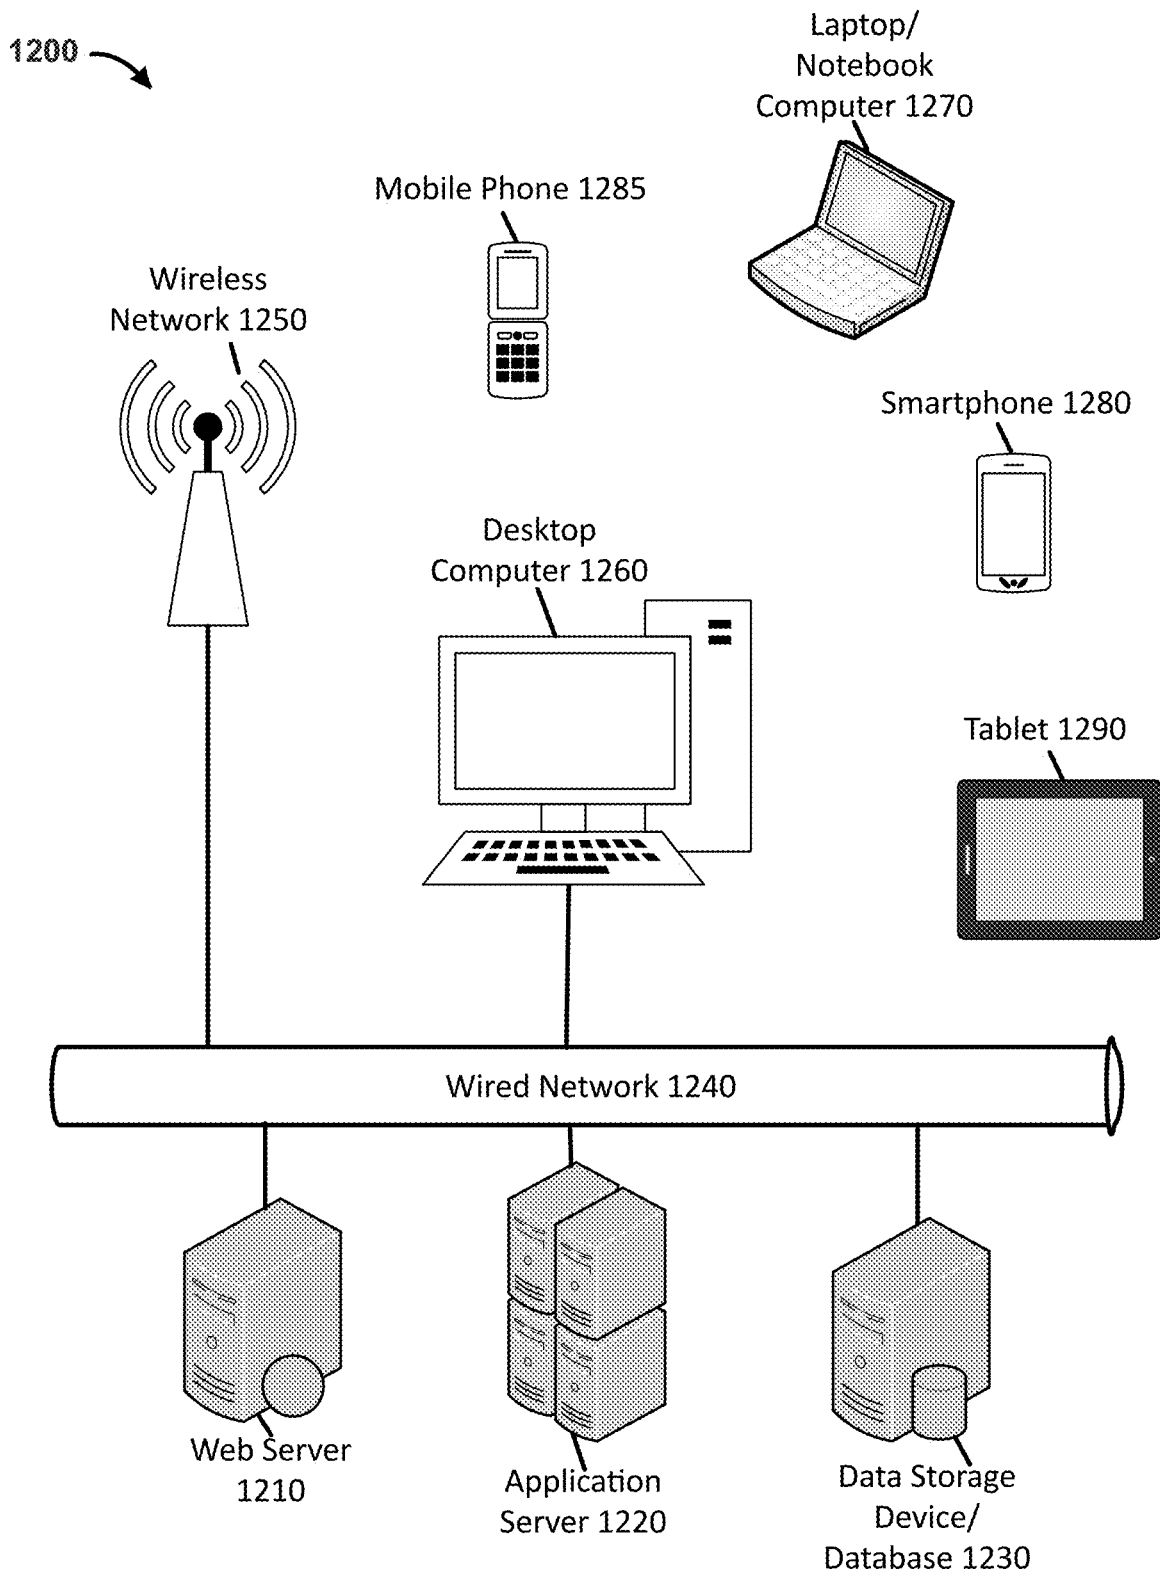 1200
Laptop/
Notebook
Computer 1270
Mobile Phone 1285
Wireless
Network 1250
Smartphone 1280
Desktop
Computer 1260
Tablet 1290
Wired Network 1240
Web Server
1210
Application
Server 1220
Data Storage
Device/
Database 1230